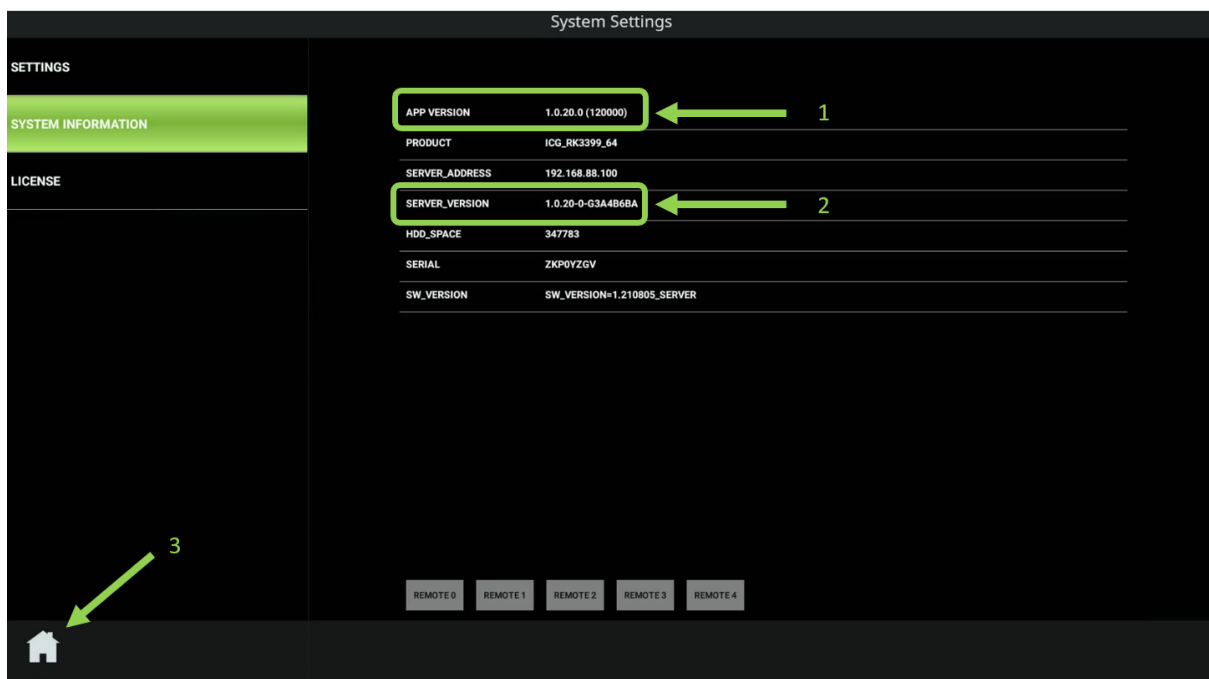 System Settings
SETTINGS
SYSTEM INFORMATION
LICENSE
APP VERSION 1.0.20.0 (120000)
1
PRODUCT ICG_RK3399_64
SERVER_ADDRESS 192.168.88.100
SERVER_VERSION 1.0.20-0-G3A4B6BA
2
HDD_SPACE 347783
SERIAL ZKP0YZGV
SW_VERSION SW_VERSION=1.210805_SERVER
3
REMOTE 0 REMOTE 1 REMOTE 2 REMOTE 3 REMOTE 4